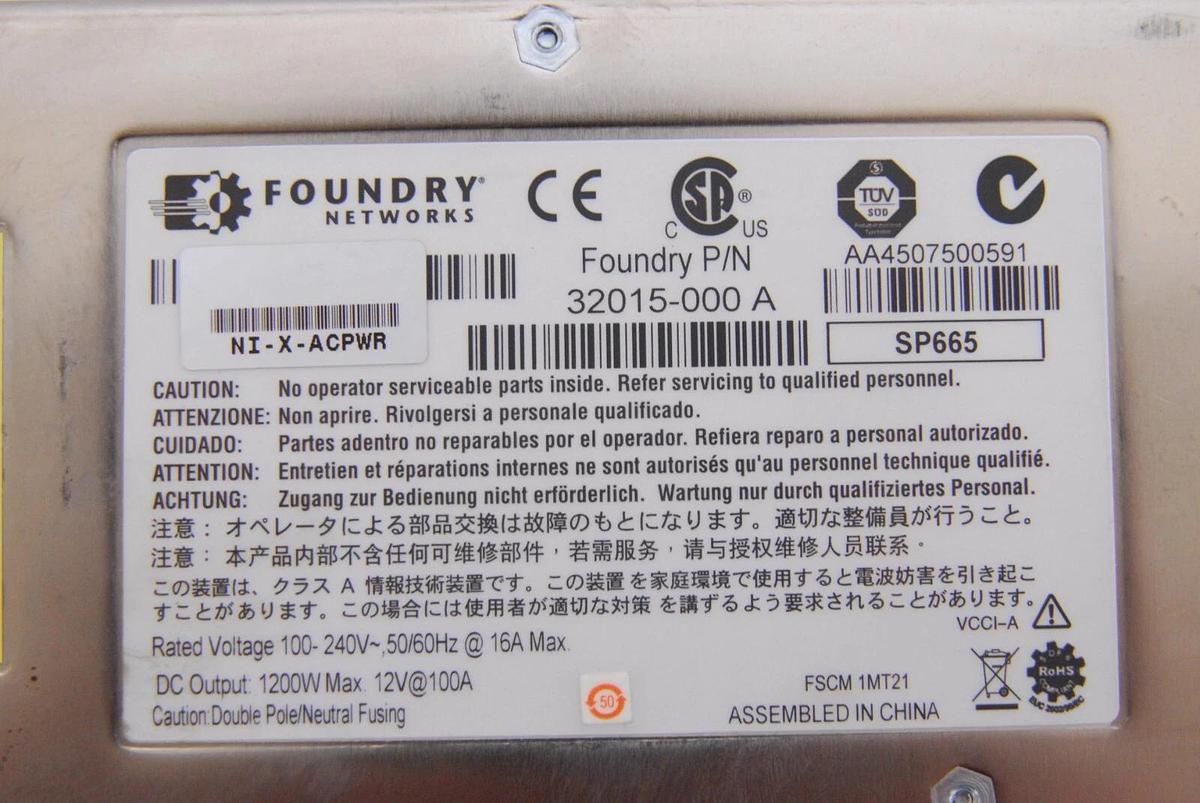 FOUNDRY®
NETWORKS
CE
SA ®
C US
TÜV
SÜD
Foundry P/N
32015-000 A
AA4507500591
SP665
NI-X-ACPWR
CAUTION: No operator serviceable parts inside. Refer servicing to qualified personnel.
ATTENZIONE: Non aprire. Rivolgersi a personale qualificado.
CUIDADO: Partes adentro no reparables por el operador. Refiera reparo a personal autorizado.
ATTENTION: Entretien et réparations internes ne sont autorisés qu'au personnel technique qualifié.
ACHTUNG: Zugang zur Bedienung nicht erförderlich. Wartung nur durch qualifiziertes Personal.
注意：オペレータによる部品交換は故障のもとになります。適切な整備員が行うこと。
注意：本产品内部不含任何可维修部件，若需服务，请与授权维修人员联系。
この装置は、クラス A 情報技術装置です。この装置 を家庭環境で使用すると電波妨害を引き起こ
すことがあります。この場合には使用者が適切な対策 を講ずるよう要求されることがあります。
VCCI-A
Rated Voltage 100- 240V~,50/60Hz @ 16A Max.
DC Output: 1200W Max. 12V@100A
Caution:Double Pole/Neutral Fusing
50
FSCM 1MT21
ASSEMBLED IN CHINA
RoHS